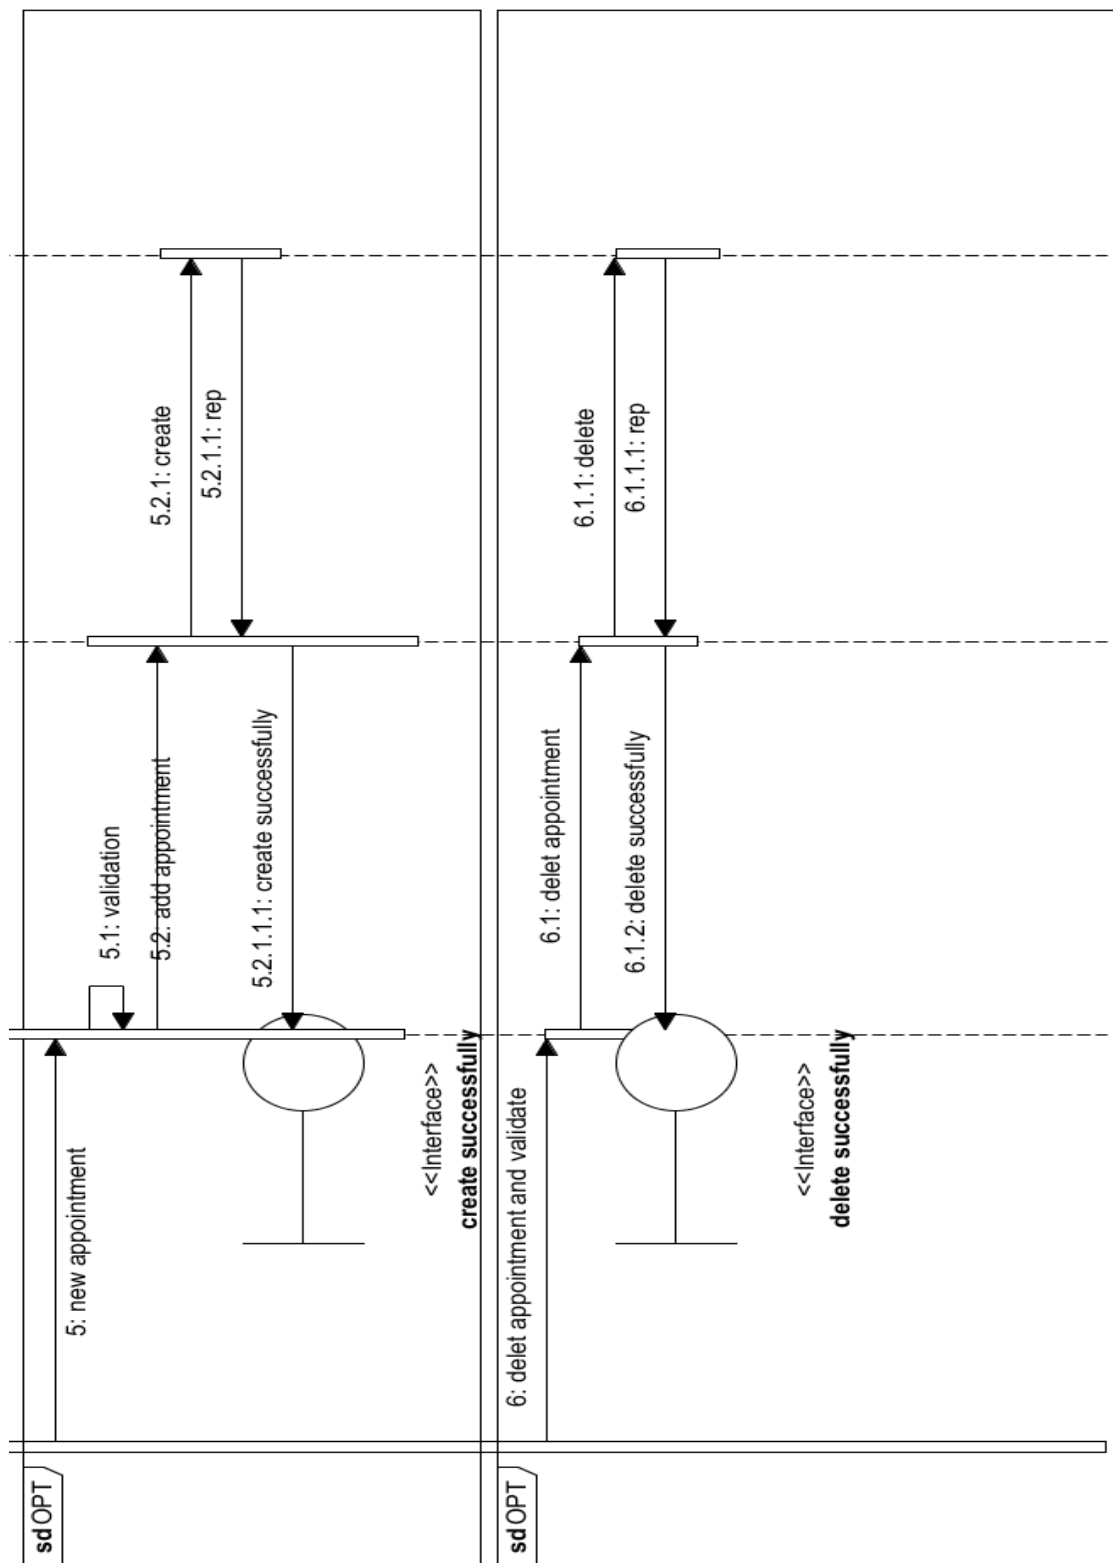 sd OPT
5: new appointment
5.1: validation
5.2: add appointment
5.2.1: create
5.2.1.1: rep
5.2.1.1.1: create successfully
<<Interface>>
create successfully
sd OPT
6: delet appointment and validate
6.1: delet appointment
6.1.1: delete
6.1.1.1: rep
6.1.2: delete successfully
<<Interface>>
delete successfully